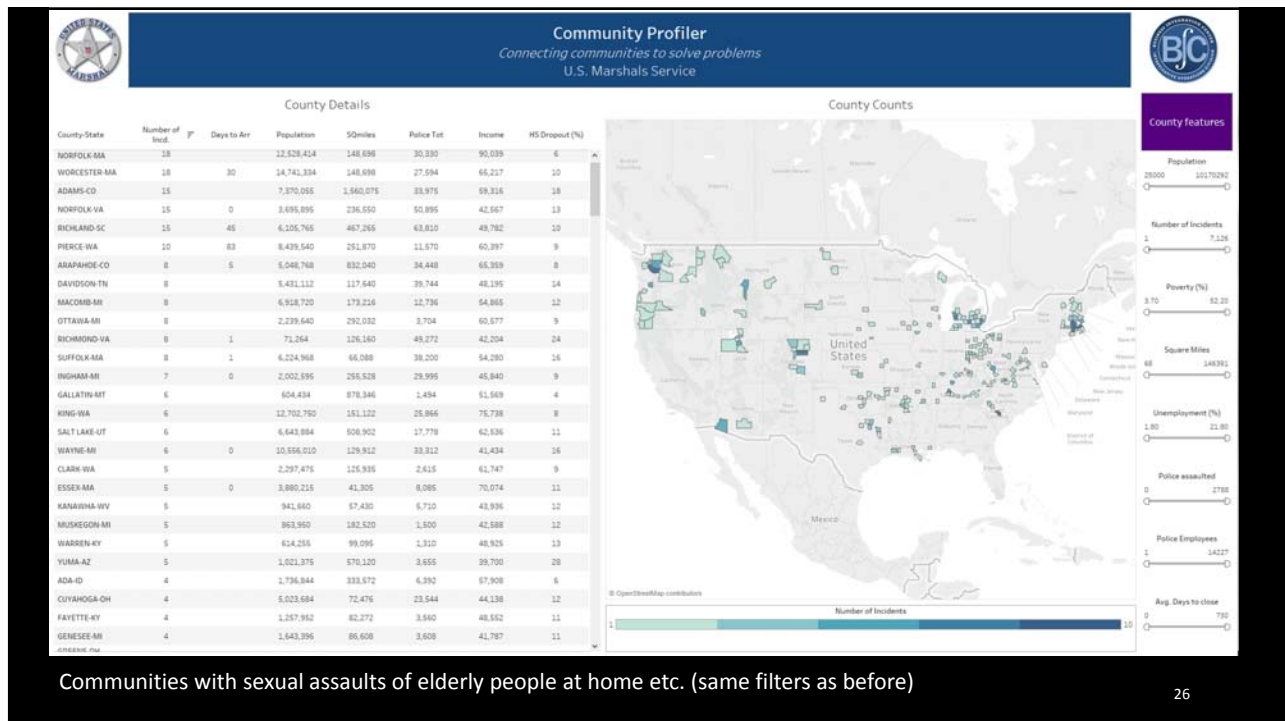 UNITED STATES
MARSHAL
Community Profiler
Connecting communities to solve problems
U.S. Marshals Service
BIC
County Details
County-State Number of Incd. Days to Arr Population SQmiles Police Tot Income HS Dropout (%)
NORFOLK-MA 18 12,528,414 148,698 30,330 90,039 6
WORCESTER-MA 18 30 14,741,334 148,698 27,594 65,217 10
ADAMS-CO 15 7,370,055 1,560,075 33,975 59,316 18
NORFOLK-VA 15 0 3,695,895 236,550 50,895 42,567 13
RICHLAND-SC 15 45 6,105,765 467,265 63,810 49,782 10
PIERCE-WA 10 83 8,439,540 251,870 11,570 60,397 9
ARAPAHOE-CO 8 5 5,048,768 832,040 34,448 65,359 8
DAVIDSON-TN 8 5,431,112 117,640 39,744 48,195 14
MACOMB-MI 8 6,918,720 173,216 12,736 54,865 12
OTTAWA-MI 8 2,239,640 292,032 3,704 60,577 9
RICHMOND-VA 8 1 71,264 126,160 49,272 42,204 24
SUFFOLK-MA 8 1 6,224,968 66,088 38,200 54,280 16
INGHAM-MI 7 0 2,002,595 255,528 29,995 45,840 9
GALLATIN-MT 6 604,434 878,346 1,494 51,569 4
KING-WA 6 12,702,750 151,122 25,866 75,738 8
SALT LAKE-UT 6 6,643,884 508,902 17,778 62,536 11
WAYNE-MI 6 0 10,556,010 129,912 33,312 41,434 16
CLARK-WA 5 2,297,475 125,935 2,615 61,747 9
ESSEX-MA 5 0 3,880,215 41,305 8,085 70,074 11
KANAWHA-WV 5 941,660 57,430 5,710 43,936 12
MUSKEGON-MI 5 863,950 182,520 1,500 42,588 12
WARREN-KY 5 614,255 99,095 1,310 48,925 13
YUMA-AZ 5 1,021,375 570,120 3,655 39,700 28
ADA-ID 4 1,736,844 333,572 6,392 57,908 6
CUYAHOGA-OH 4 5,023,684 72,476 23,544 44,138 12
FAYETTE-KY 4 1,257,952 82,272 3,560 48,552 11
GENESEE-MI 4 1,643,396 86,608 3,608 41,787 11
County Counts
Ontario
United
States
Mexico
© OpenStreetMap contributors
Number of Incidents
1 10
County features
Population
25000 10170292
Number of Incidents
1 7,126
Poverty (%)
3.70 52.20
Square Miles
68 146391
Unemployment (%)
1.80 21.80
Police assaulted
0 2788
Police Employees
1 14227
Avg. Days to close
0 730
Communities with sexual assaults of elderly people at home etc. (same filters as before)
26